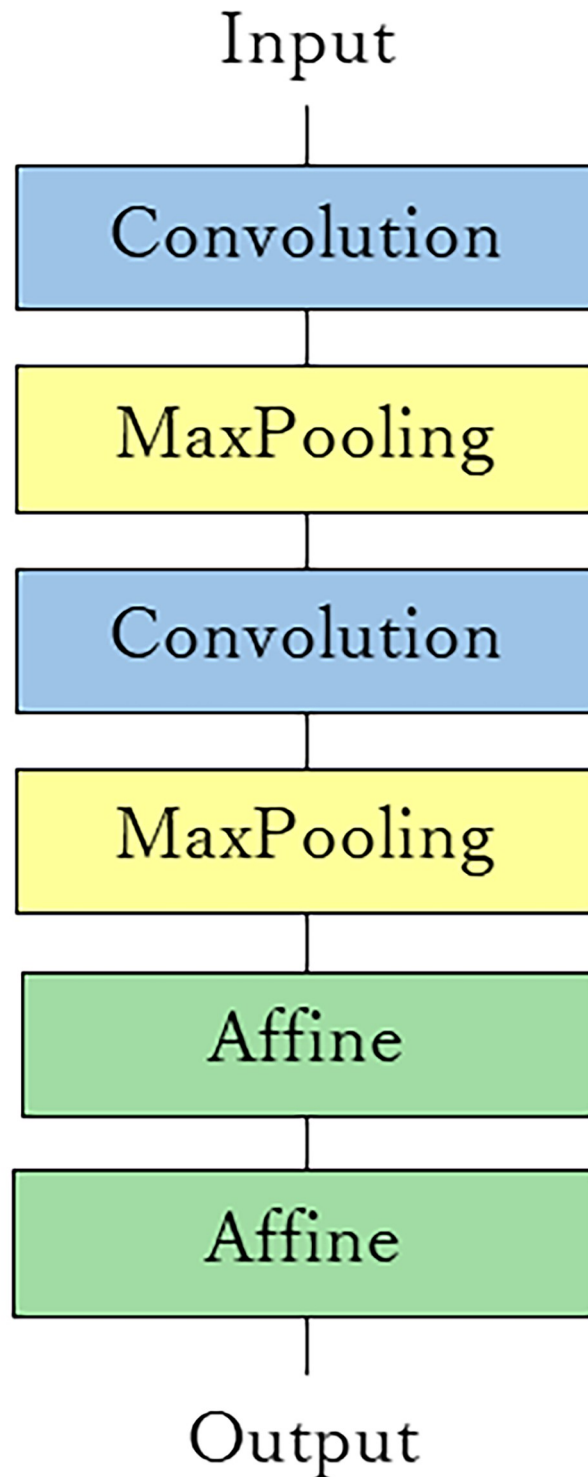 Input
Convolution
MaxPooling
Convolution
MaxPooling
Affine
Affine
Output